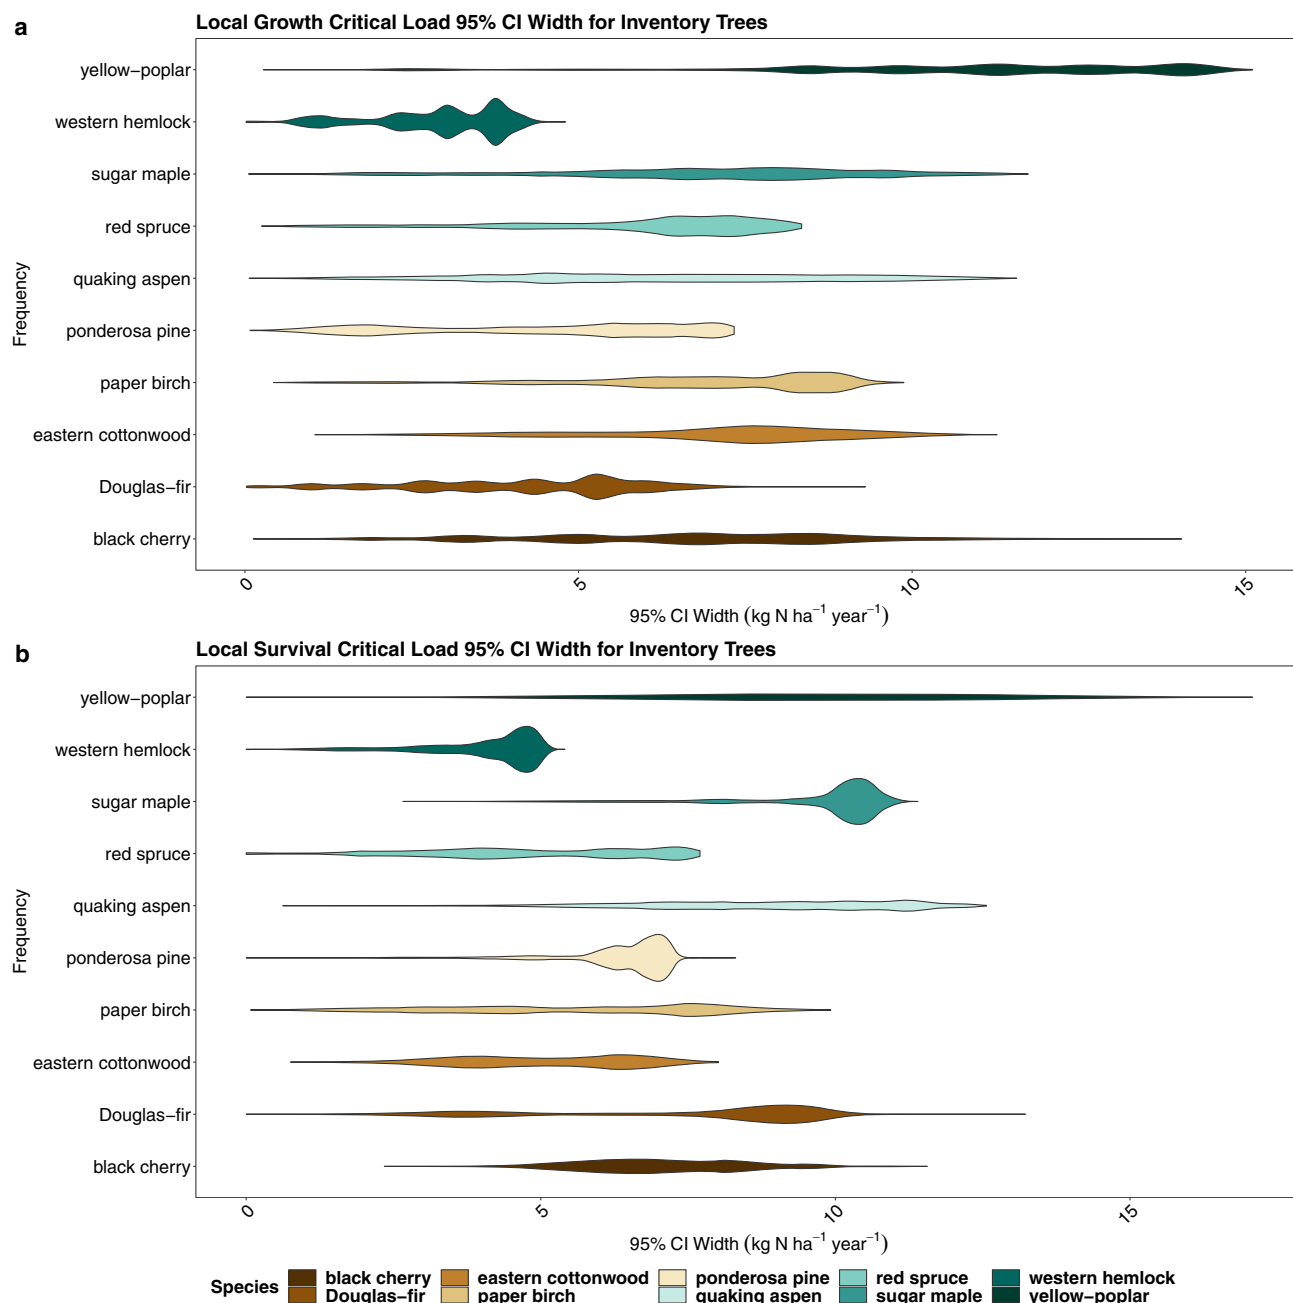 a
Local Growth Critical Load 95% CI Width for Inventory Trees
Frequency
yellow−poplar
western hemlock
sugar maple
red spruce
quaking aspen
ponderosa pine
paper birch
eastern cottonwood
Douglas−fir
black cherry
0 5 10 15
95% CI Width (kg N ha⁻¹ year⁻¹)
b
Local Survival Critical Load 95% CI Width for Inventory Trees
Frequency
yellow−poplar
western hemlock
sugar maple
red spruce
quaking aspen
ponderosa pine
paper birch
eastern cottonwood
Douglas−fir
black cherry
0 5 10 15
95% CI Width (kg N ha⁻¹ year⁻¹)
Species
black cherry eastern cottonwood ponderosa pine red spruce western hemlock
Douglas−fir paper birch quaking aspen sugar maple yellow−poplar